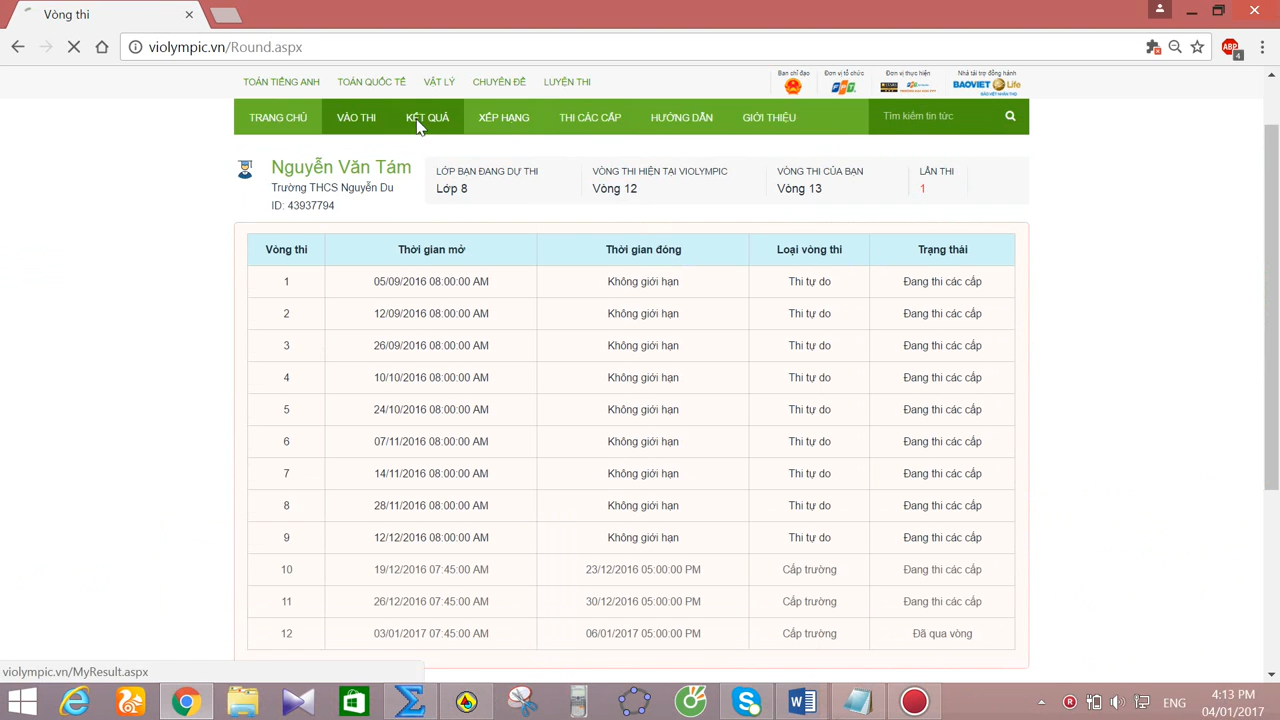 Vòng thi
violympic.vn/Round.aspx
4
TOÁN TIẾNG ANH TOÁN QUỐC TẾ VẬT LÝ CHUYÊN ĐỀ LUYỆN THI
Ban chỉ đạo Đơn vị tổ chức Đơn vị thực hiện Nhà tài trợ đồng hành
FPT BAOVIET Life
TRANG CHỦ VÀO THI KẾT QUẢ XẾP HẠNG THI CÁC CẤP HƯỚNG DẪN GIỚI THIỆU Tìm kiếm tin tức
Nguyễn Văn Tám
Trường THCS Nguyễn Du
ID: 43937794
LỚP BẠN ĐANG DỰ THI VÒNG THI HIỆN TẠI VIOLYMPIC VÒNG THI CỦA BẠN LẦN THI
Lớp 8 Vòng 12 Vòng 13 1
Vòng thi Thời gian mở Thời gian đóng Loại vòng thi Trạng thái
1 05/09/2016 08:00:00 AM Không giới hạn Thi tự do Đang thi các cấp
2 12/09/2016 08:00:00 AM Không giới hạn Thi tự do Đang thi các cấp
3 26/09/2016 08:00:00 AM Không giới hạn Thi tự do Đang thi các cấp
4 10/10/2016 08:00:00 AM Không giới hạn Thi tự do Đang thi các cấp
5 24/10/2016 08:00:00 AM Không giới hạn Thi tự do Đang thi các cấp
6 07/11/2016 08:00:00 AM Không giới hạn Thi tự do Đang thi các cấp
7 14/11/2016 08:00:00 AM Không giới hạn Thi tự do Đang thi các cấp
8 28/11/2016 08:00:00 AM Không giới hạn Thi tự do Đang thi các cấp
9 12/12/2016 08:00:00 AM Không giới hạn Thi tự do Đang thi các cấp
10 19/12/2016 07:45:00 AM 23/12/2016 05:00:00 PM Cấp trường Đang thi các cấp
11 26/12/2016 07:45:00 AM 30/12/2016 05:00:00 PM Cấp trường Đang thi các cấp
12 03/01/2017 07:45:00 AM 06/01/2017 05:00:00 PM Cấp trường Đã qua vòng
violympic.vn/MyResult.aspx
ENG
4:13 PM
04/01/2017